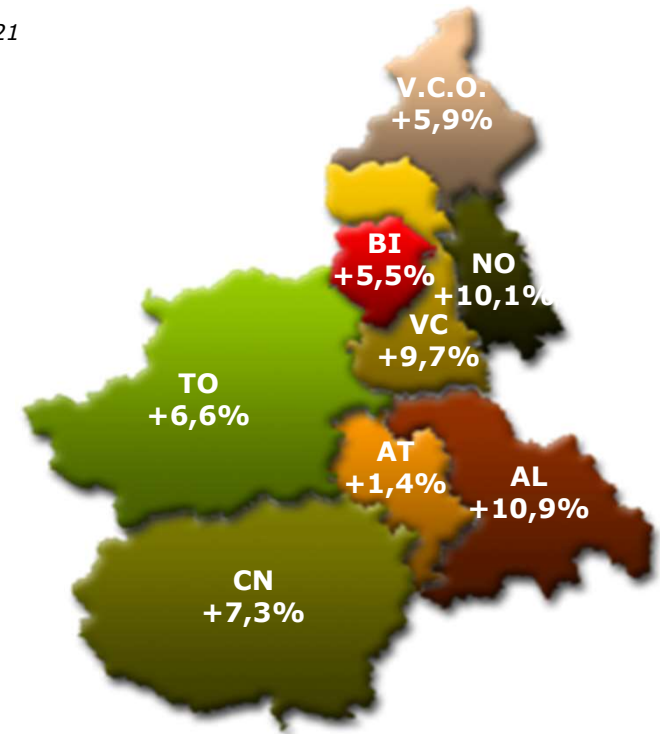 21
V.C.O.
+5,9%
BI
+5,5%
NO
+10,1%
VC
+9,7%
TO
+6,6%
AT
+1,4%
AL
+10,9%
CN
+7,3%